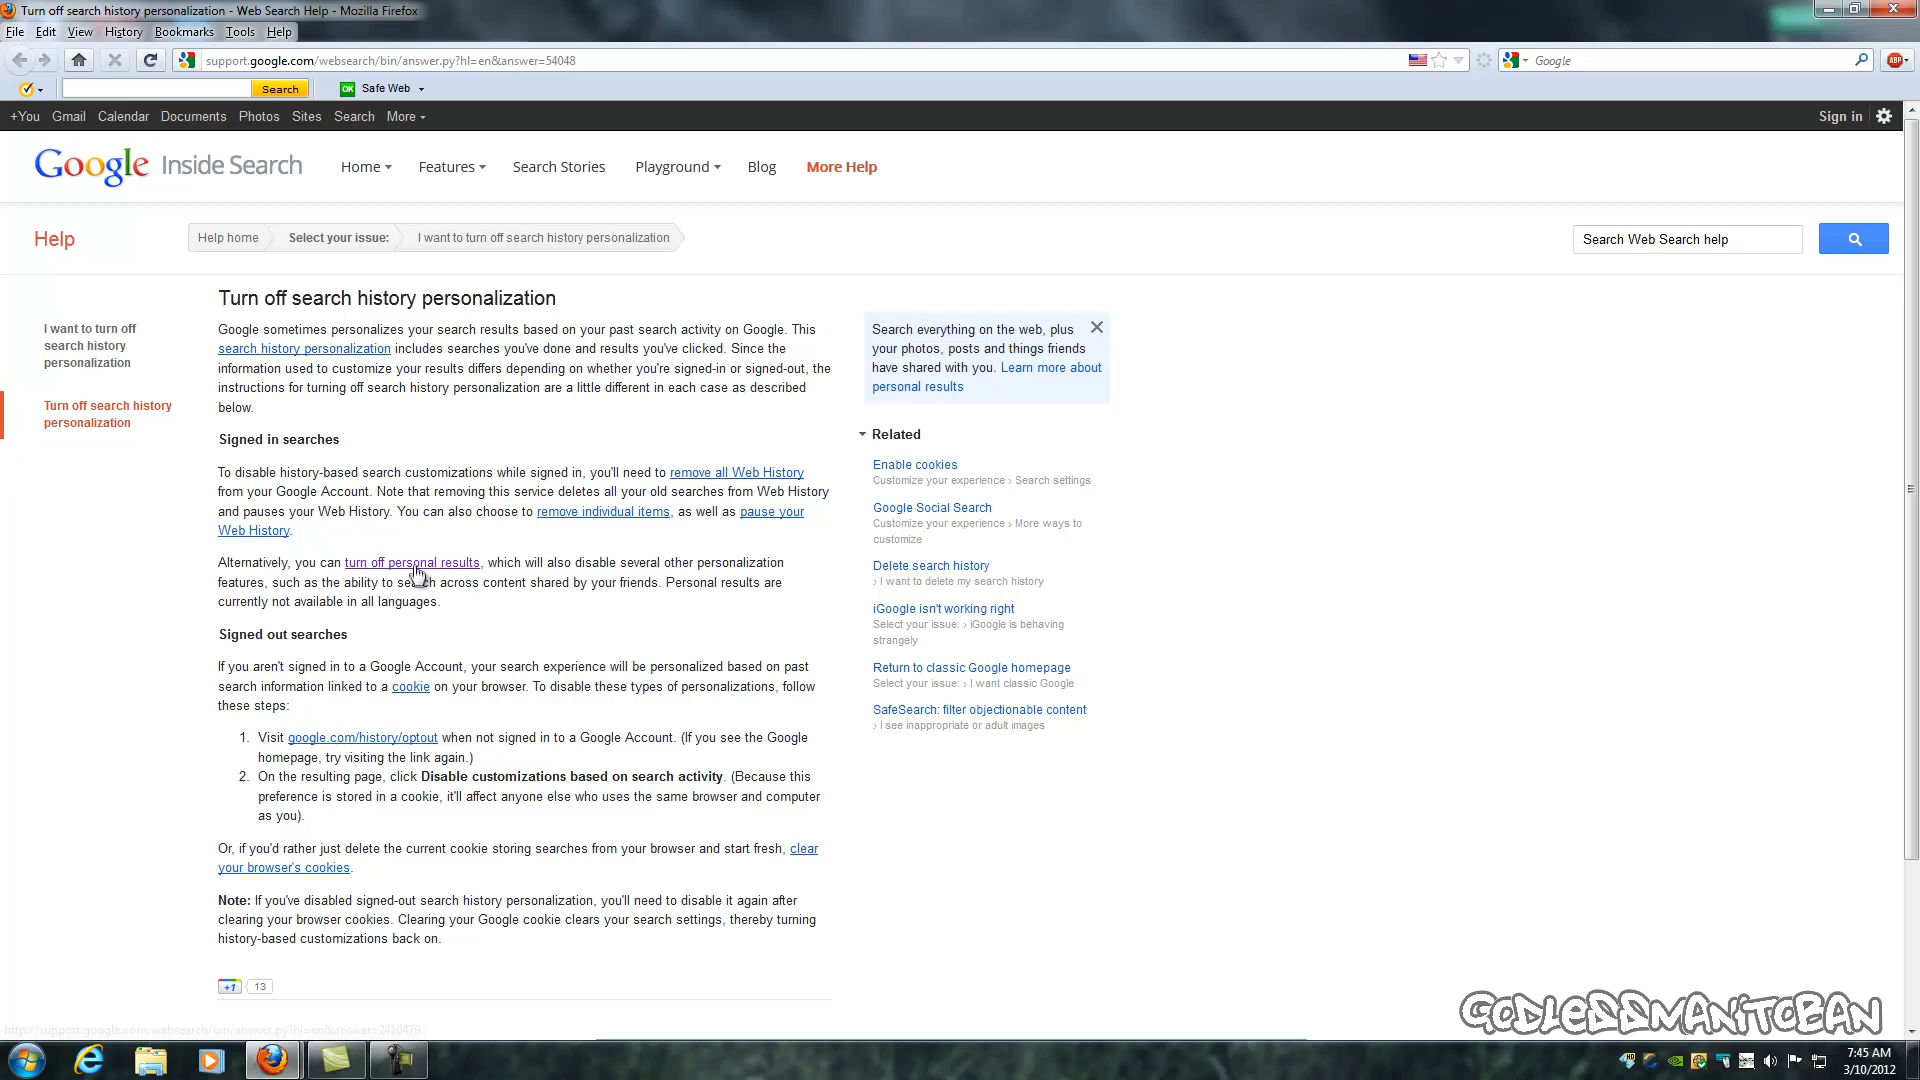 Turn off search history personalization - Web Search Help - Mozilla Firefox
File Edit View History Bookmarks Tools Help
support.google.com/websearch/bin/answer.py?hl=en&answer=54048
Google
ABP
Search
OK Safe Web
+You Gmail Calendar Documents Photos Sites Search More
Sign in
Google Inside Search
Home Features Search Stories Playground Blog More Help
Help
Help home Select your issue: I want to turn off search history personalization
Search Web Search help
I want to turn off
search history
personalization
Turn off search history
personalization
Turn off search history personalization
Google sometimes personalizes your search results based on your past search activity on Google. This
search history personalization includes searches you've done and results you've clicked. Since the
information used to customize your results differs depending on whether you're signed-in or signed-out, the
instructions for turning off search history personalization are a little different in each case as described
below.
Signed in searches
To disable history-based search customizations while signed in, you'll need to remove all Web History
from your Google Account. Note that removing this service deletes all your old searches from Web History
and pauses your Web History. You can also choose to remove individual items, as well as pause your
Web History.
Alternatively, you can turn off personal results, which will also disable several other personalization
features, such as the ability to search across content shared by your friends. Personal results are
currently not available in all languages.
Signed out searches
If you aren't signed in to a Google Account, your search experience will be personalized based on past
search information linked to a cookie on your browser. To disable these types of personalizations, follow
these steps:
1. Visit google.com/history/optout when not signed in to a Google Account. (If you see the Google
homepage, try visiting the link again.)
2. On the resulting page, click Disable customizations based on search activity. (Because this
preference is stored in a cookie, it'll affect anyone else who uses the same browser and computer
as you).
Or, if you'd rather just delete the current cookie storing searches from your browser and start fresh, clear
your browser's cookies.
Note: If you've disabled signed-out search history personalization, you'll need to disable it again after
clearing your browser cookies. Clearing your Google cookie clears your search settings, thereby turning
history-based customizations back on.
+1 13
Search everything on the web, plus
your photos, posts and things friends
have shared with you. Learn more about
personal results
Related
Enable cookies
Customize your experience › Search settings
Google Social Search
Customize your experience › More ways to
customize
Delete search history
› I want to delete my search history
iGoogle isn't working right
Select your issue: › iGoogle is behaving
strangely
Return to classic Google homepage
Select your issue: › I want classic Google
SafeSearch: filter objectionable content
› I see inappropriate or adult images
http://support.google.com/websearch/bin/answer.py?hl=en&answer=2410479
GODLESSMANITOBAN
7:45 AM
3/10/2012